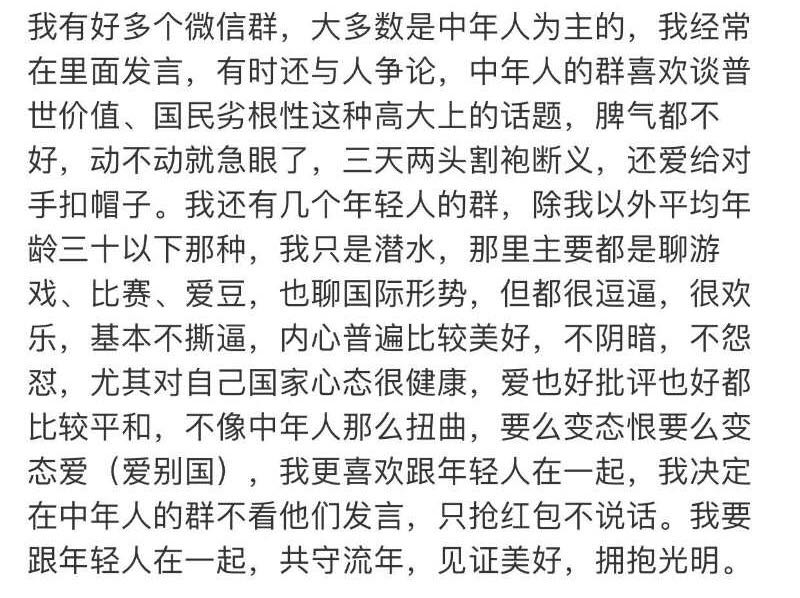 我有好多个微信群，大多数是中年人为主的，我经常
在里面发言，有时还与人争论，中年人的群喜欢谈普
世价值、国民劣根性这种高大上的话题，脾气都不
好，动不动就急眼了，三天两头割袍断义，还爱给对
手扣帽子。我还有几个年轻人的群，除我以外平均年
龄三十以下那种，我只是潜水，那里主要都是聊游
戏、比赛、爱豆，也聊国际形势，但都很逗逼，很欢
乐，基本不撕逼，内心普遍比较美好，不阴暗，不怨
怼，尤其对自己国家心态很健康，爱也好批评也好都
比较平和，不像中年人那么扭曲，要么变态恨要么变
态爱（爱别国），我更喜欢跟年轻人在一起，我决定
在中年人的群不看他们发言，只抢红包不说话。我要
跟年轻人在一起，共守流年，见证美好，拥抱光明。